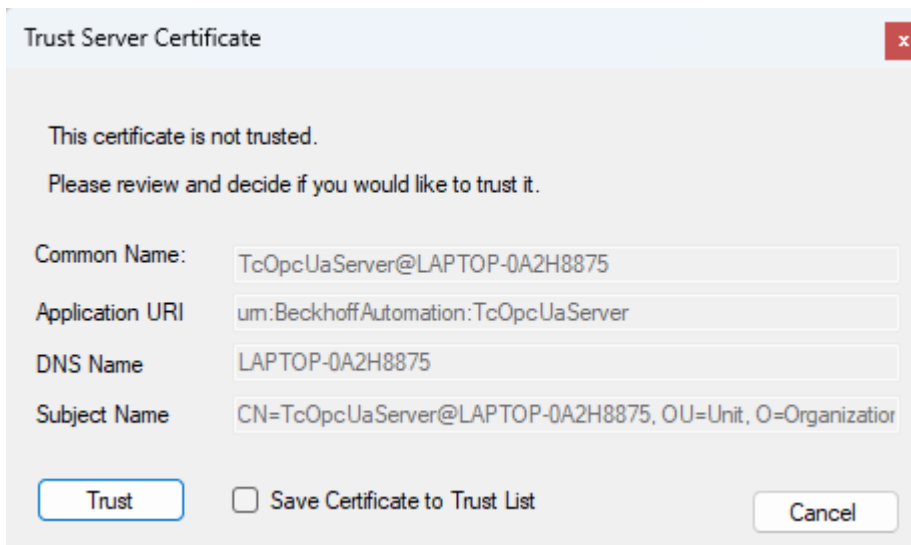 Trust Server Certificate
x
This certificate is not trusted.
Please review and decide if you would like to trust it.
Common Name: TcOpcUaServer@LAPTOP-0A2H8875
Application URI urn:BeckhoffAutomation:TcOpcUaServer
DNS Name LAPTOP-0A2H8875
Subject Name CN=TcOpcUaServer@LAPTOP-0A2H8875, OU=Unit, O=Organization
Trust Save Certificate to Trust List Cancel